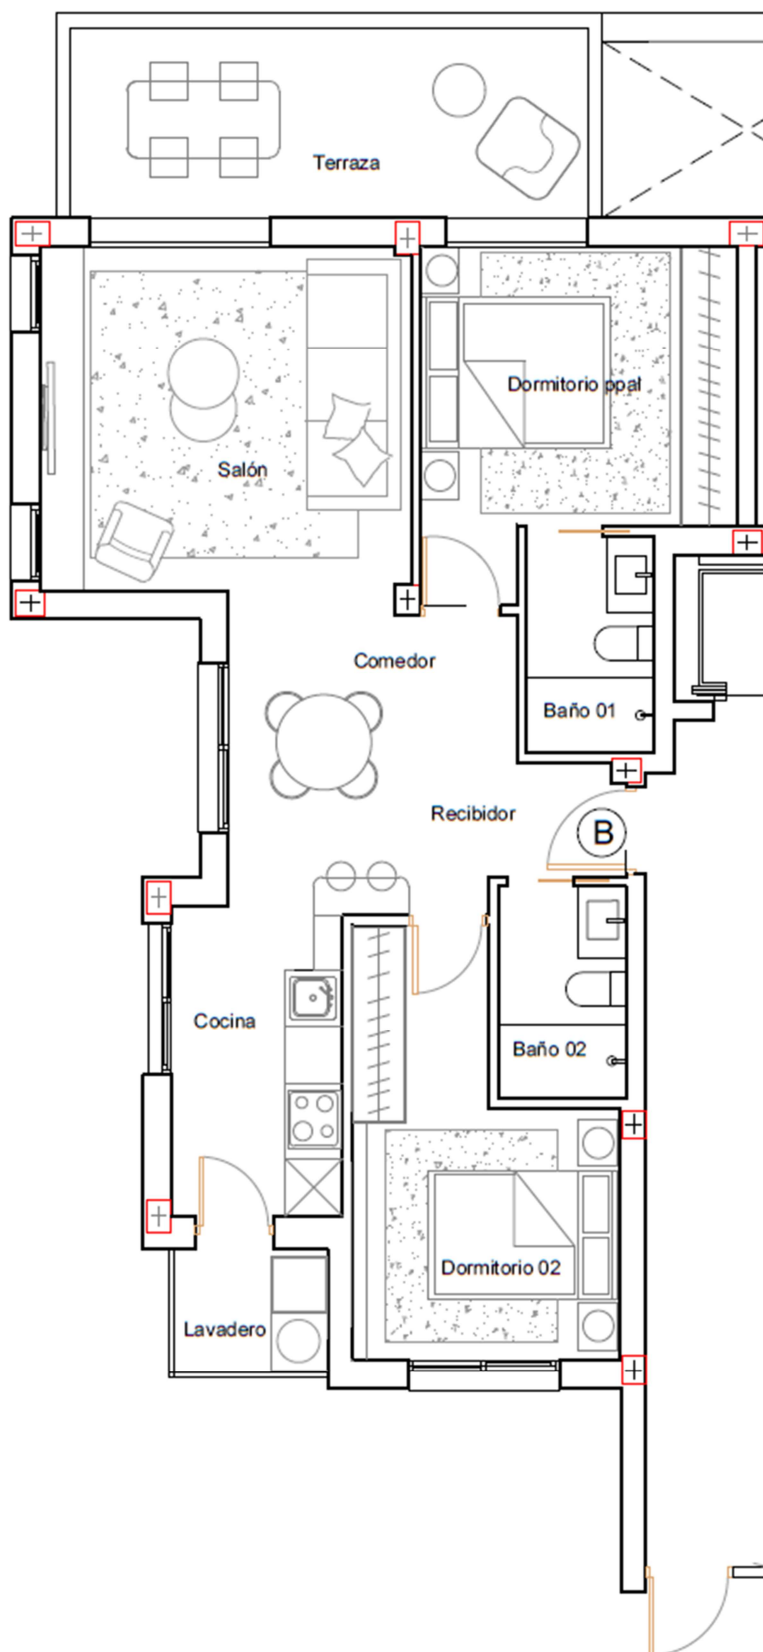 Terraza
Dormitorio ppal
Salón
Comedor
Baño 01
Recibidor
B
Cocina
Baño 02
Dormitorio 02
Lavadero